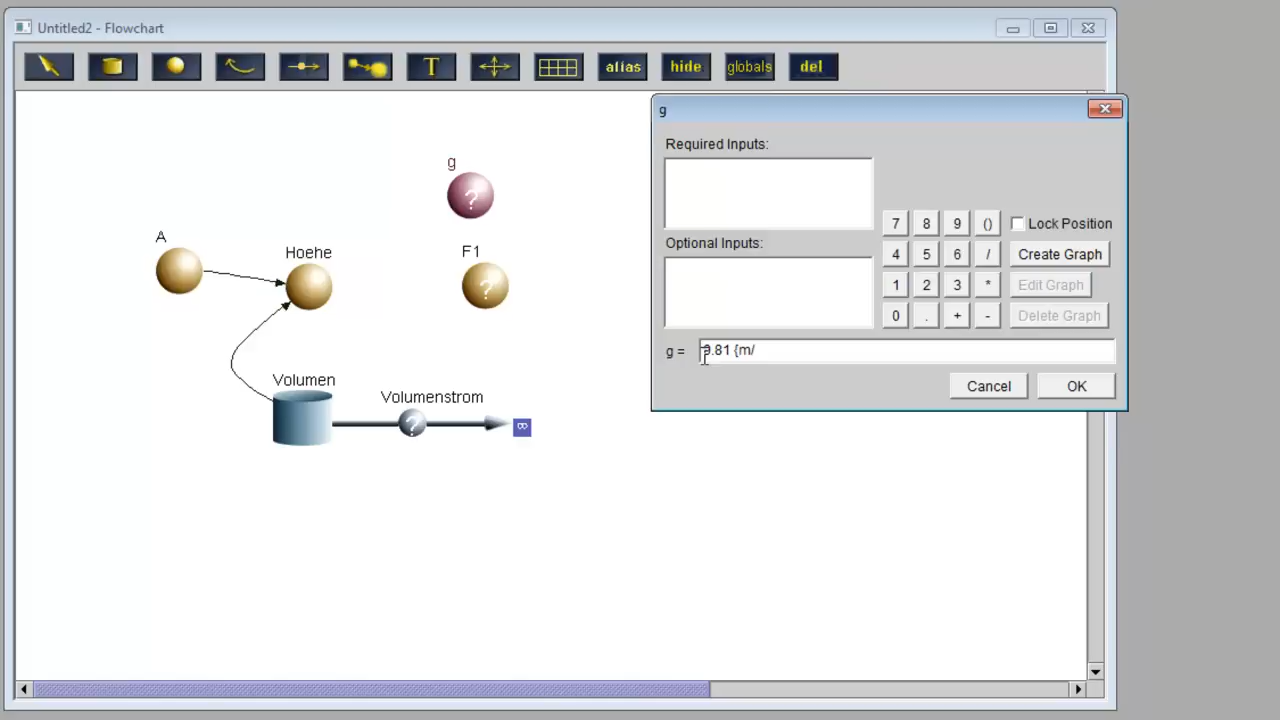 Untitled2 - Flowchart
T
alias
hide
globals
del
g
A
Hoehe
F1
?
?
Volumen
Volumenstrom
?
∞
g
Required Inputs:
Optional Inputs:
7 8 9 ()
4 5 6 /
1 2 3 *
0 . + -
Lock Position
Create Graph
Edit Graph
Delete Graph
g = 9.81 {m/
Cancel
OK